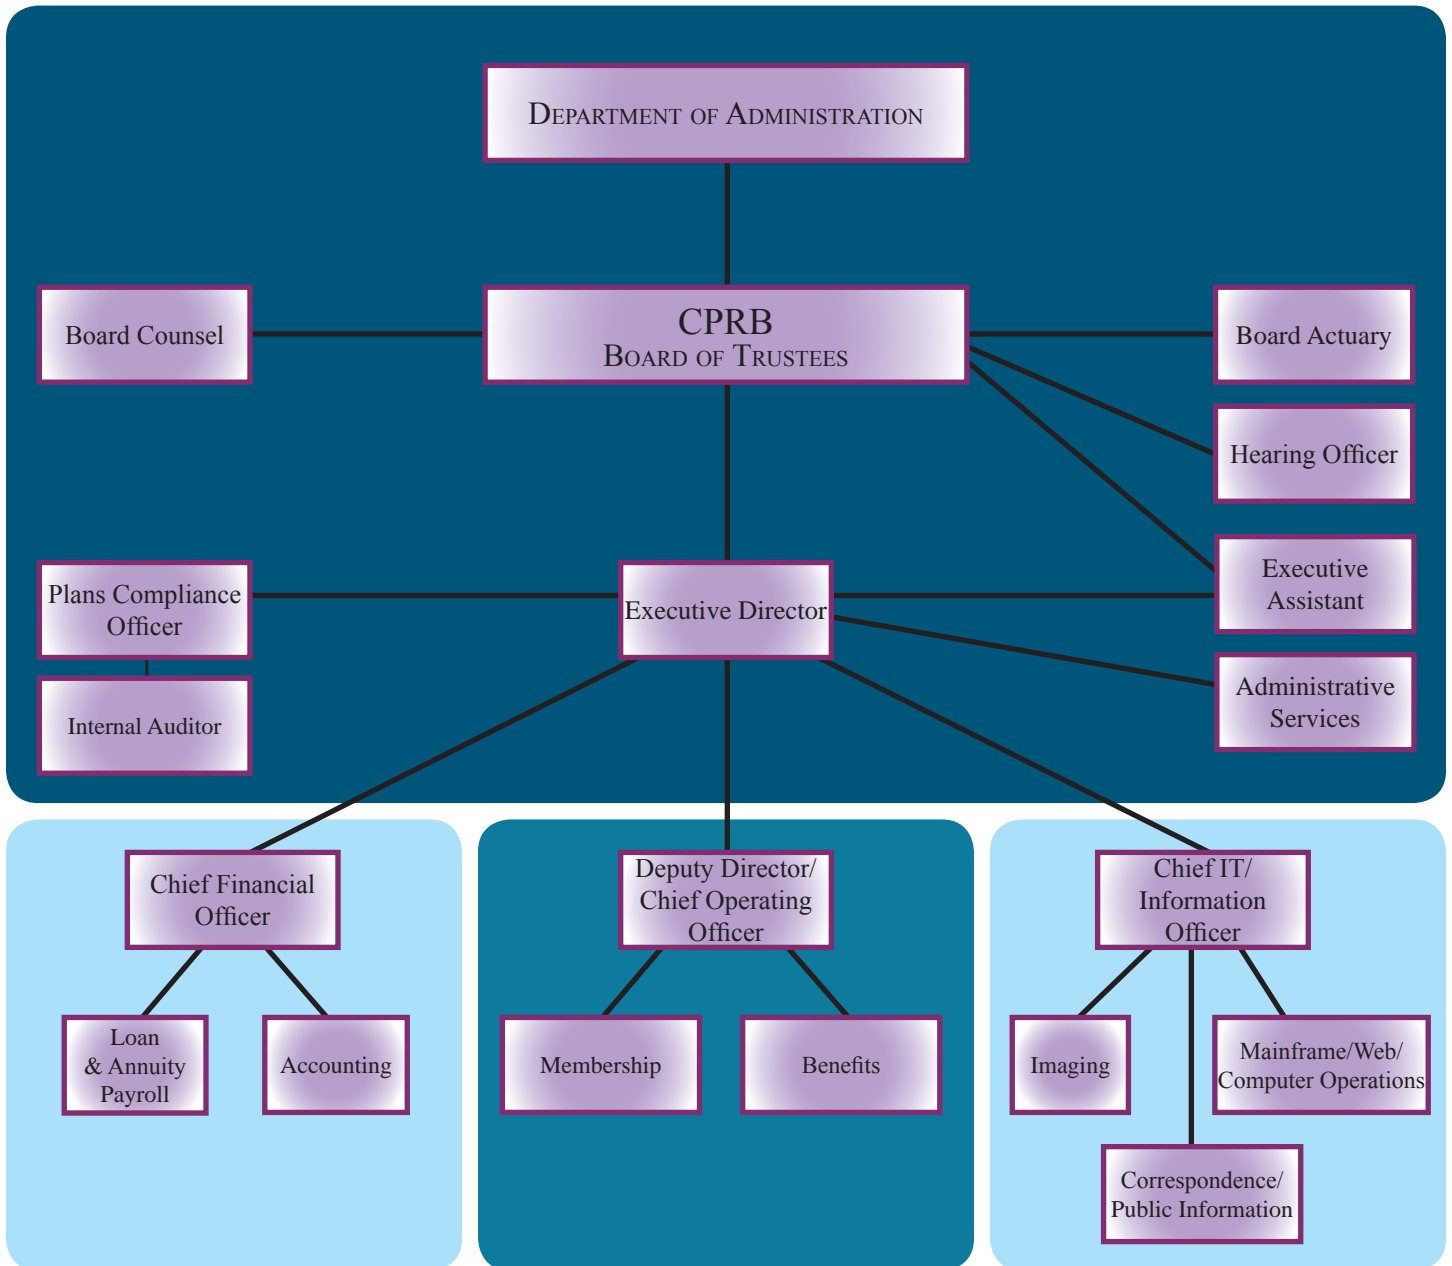 DEPARTMENT OF ADMINISTRATION
Board Counsel
CPRB
BOARD OF TRUSTEES
Board Actuary
Hearing Officer
Plans Compliance
Officer
Executive Director
Executive
Assistant
Internal Auditor
Administrative
Services
Chief Financial
Officer
Deputy Director/
Chief Operating
Officer
Chief IT/
Information
Officer
Loan
& Annuity
Payroll
Accounting
Membership
Benefits
Imaging
Mainframe/Web/
Computer Operations
Correspondence/
Public Information